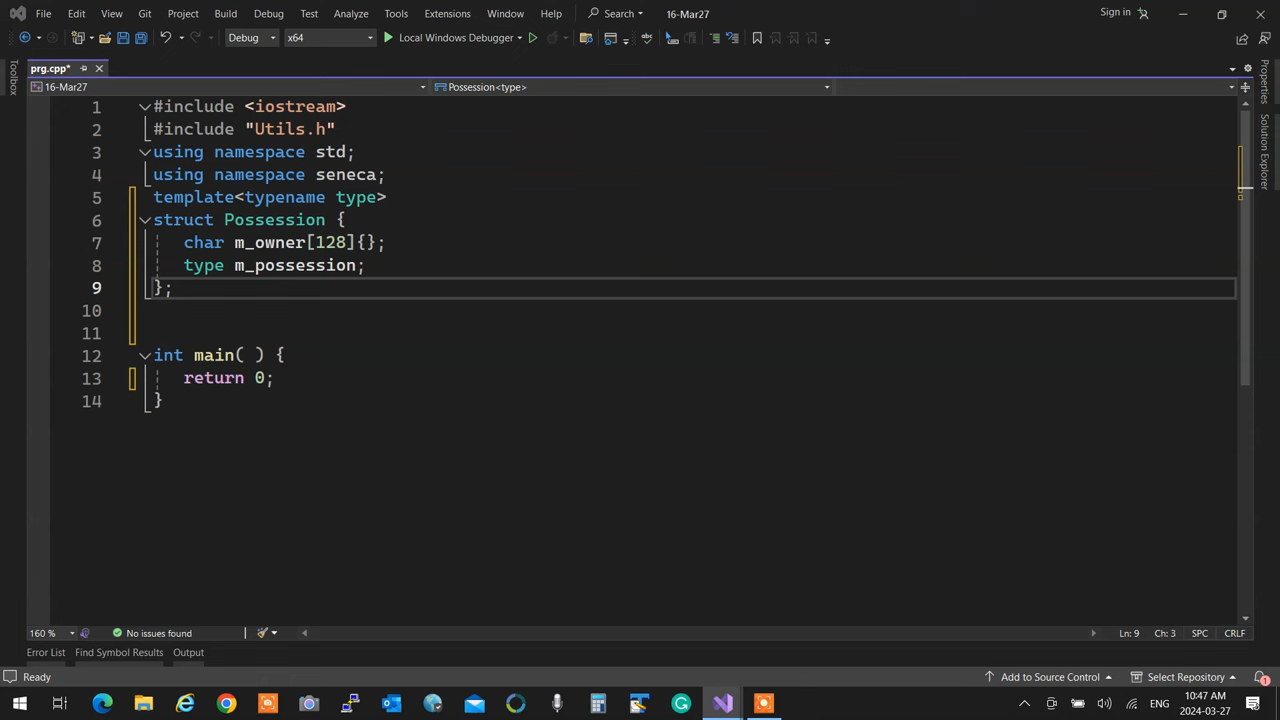 File Edit View Git Project Build Debug Test Analyze Tools Extensions Window Help Search 16-Mar27 Sign in
Debug x64 Local Windows Debugger
prg.cpp*
16-Mar27 Possession<type>
Toolbox
Properties
Solution Explorer
1 #include <iostream>
2 #include "Utils.h"
3 using namespace std;
4 using namespace seneca;
5 template<typename type>
6 struct Possession {
7 char m_owner[128]{};
8 type m_possession;
9 };
10
11
12 int main( ) {
13 return 0;
14 }
160 % No issues found Ln: 9 Ch: 3 SPC CRLF
Error List Find Symbol Results Output
Ready Add to Source Control Select Repository 1
ENG 10:47 AM
2024-03-27